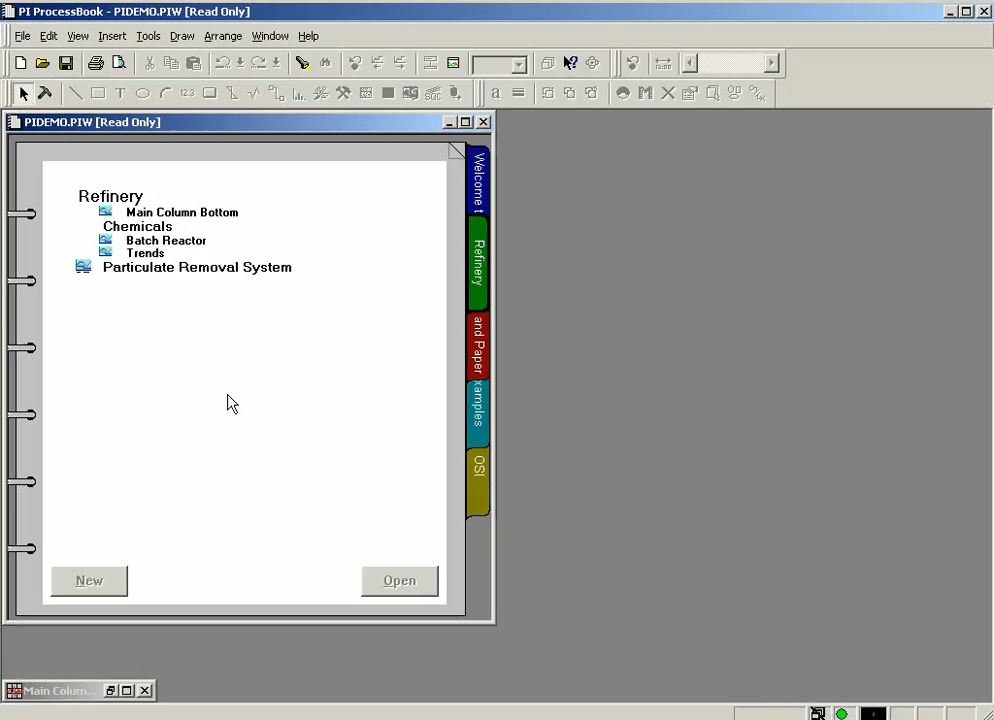 PI ProcessBook - PIDEMO.PIW [Read Only]
File Edit View Insert Tools Draw Arrange Window Help
PIDEMO.PIW [Read Only]
Refinery
Main Column Bottom
Chemicals
Batch Reactor
Trends
Particulate Removal System
New
Open
Welcome t
Refinery
and Paper
xamples
OSI
Main Colum...